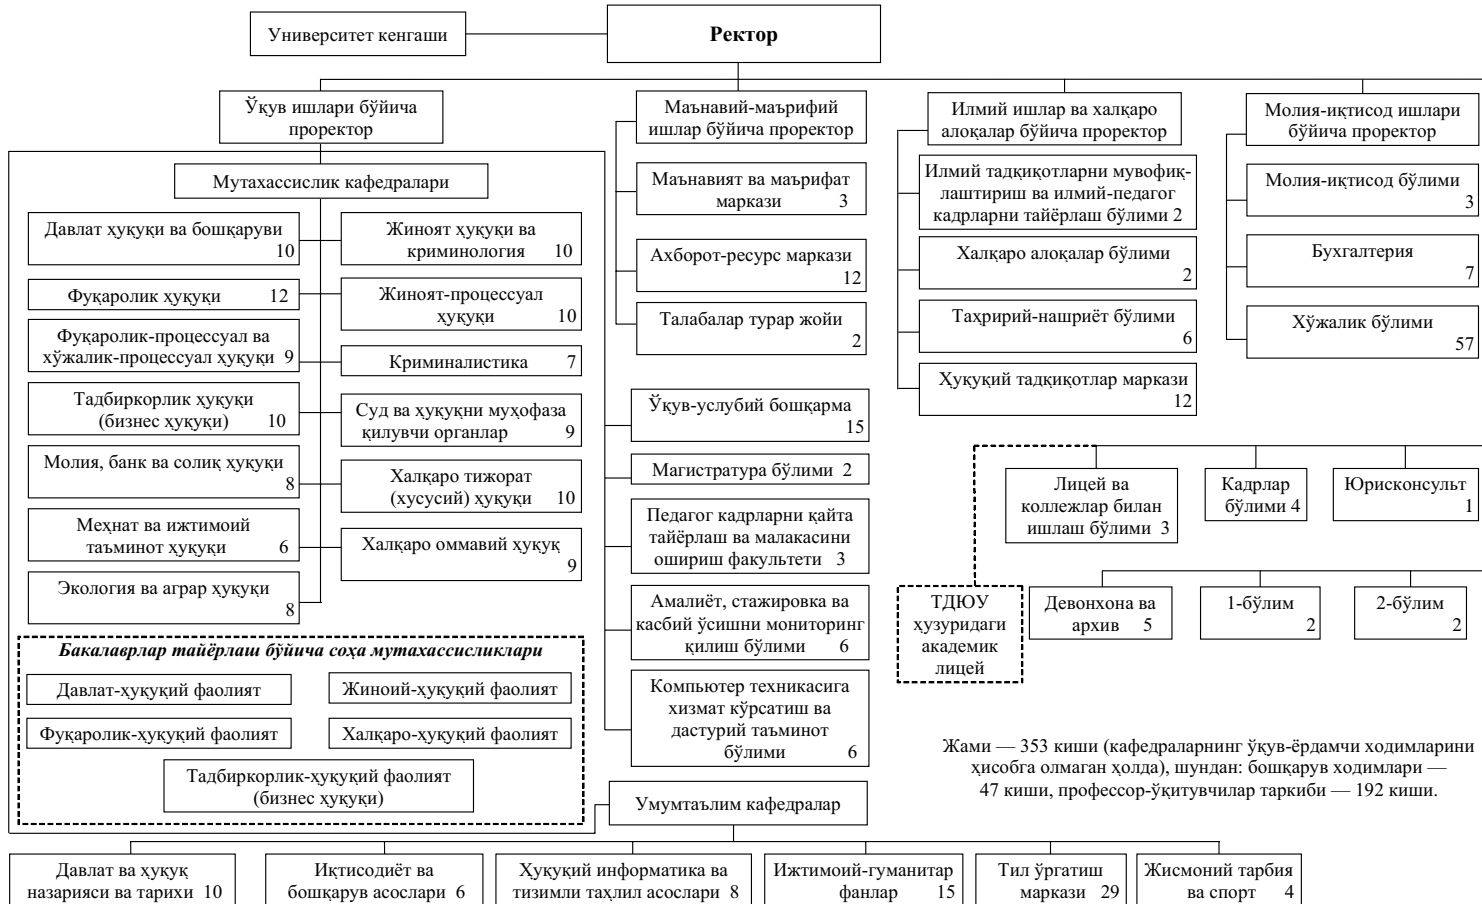 Университет кенгаши
Ректор
Ўқув ишлари бўйича
проректор
Маънавий-маърифий
ишлар бўйича проректор
Илмий ишлар ва халқаро
алоқалар бўйича проректор
Молия-иқтисод ишлари
бўйича проректор
Мутахассислик кафедралари
Давлат ҳуқуқи ва бошқаруви
10
Фуқаролик ҳуқуқи 12
Фуқаролик-процессуал ва
хўжалик-процессуал ҳуқуқи 9
Тадбиркорлик ҳуқуқи
(бизнес ҳуқуқи) 10
Молия, банк ва солиқ ҳуқуқи
8
Меҳнат ва ижтимоий
таъминот ҳуқуқи 6
Экология ва аграр ҳуқуқи
8
Жиноят ҳуқуқи ва
криминология 10
Жиноят-процессуал
ҳуқуқи 10
Криминалистика 7
Суд ва ҳуқуқни муҳофаза
қилувчи органлар 9
Халқаро тижорат
(хусусий) ҳуқуқи 10
Халқаро оммавий ҳуқуқ
9
Маънавият ва маърифат
маркази 3
Ахборот-ресурс маркази
12
Талабалар турар жойи
2
Илмий тадқиқотларни мувофиқ-
лаштириш ва илмий-педагог
кадрларни тайёрлаш бўлими 2
Халқаро алоқалар бўлими
2
Таҳририй-нашриёт бўлими
6
Ҳуқуқий тадқиқотлар маркази
12
Молия-иқтисод бўлими
3
Бухгалтерия
7
Хўжалик бўлими
57
Ўқув-услубий бошқарма
15
Магистратура бўлими 2
Педагог кадрларни қайта
тайёрлаш ва малакасини
ошириш факультети 3
Амалиёт, стажировка ва
касбий ўсишни мониторинг
қилиш бўлими 6
Компьютер техникасига
хизмат кўрсатиш ва
дастурий таъминот
бўлими 6
Лицей ва
коллежлар билан
ишлаш бўлими 3
Кадрлар
бўлими 4
Юрисконсульт
1
ТДЮУ
ҳузуридаги
академик
лицей
Девонхона ва
архив 5
1-бўлим
2
2-бўлим
2
Бакалаврлар тайёрлаш бўйича соҳа мутахассисликлари
Давлат-ҳуқуқий фаолият
Жиноий-ҳуқуқий фаолият
Фуқаролик-ҳуқуқий фаолият
Халқаро-ҳуқуқий фаолият
Тадбиркорлик-ҳуқуқий фаолият
(бизнес ҳуқуқи)
Жами — 353 киши (кафедраларнинг ўқув-ёрдамчи ходимларини
ҳисобга олмаган ҳолда), шундан: бошқарув ходимлари —
47 киши, профессор-ўқитувчилар таркиби — 192 киши.
Умумтаълим кафедралар
Давлат ва ҳуқуқ
назарияси ва тарихи 10
Иқтисодиёт ва
бошқарув асослари 6
Ҳуқуқий информатика ва
тизимли таҳлил асослари 8
Ижтимоий-гуманитар
фанлар 15
Тил ўргатиш
маркази 29
Жисмоний тарбия
ва спорт 4